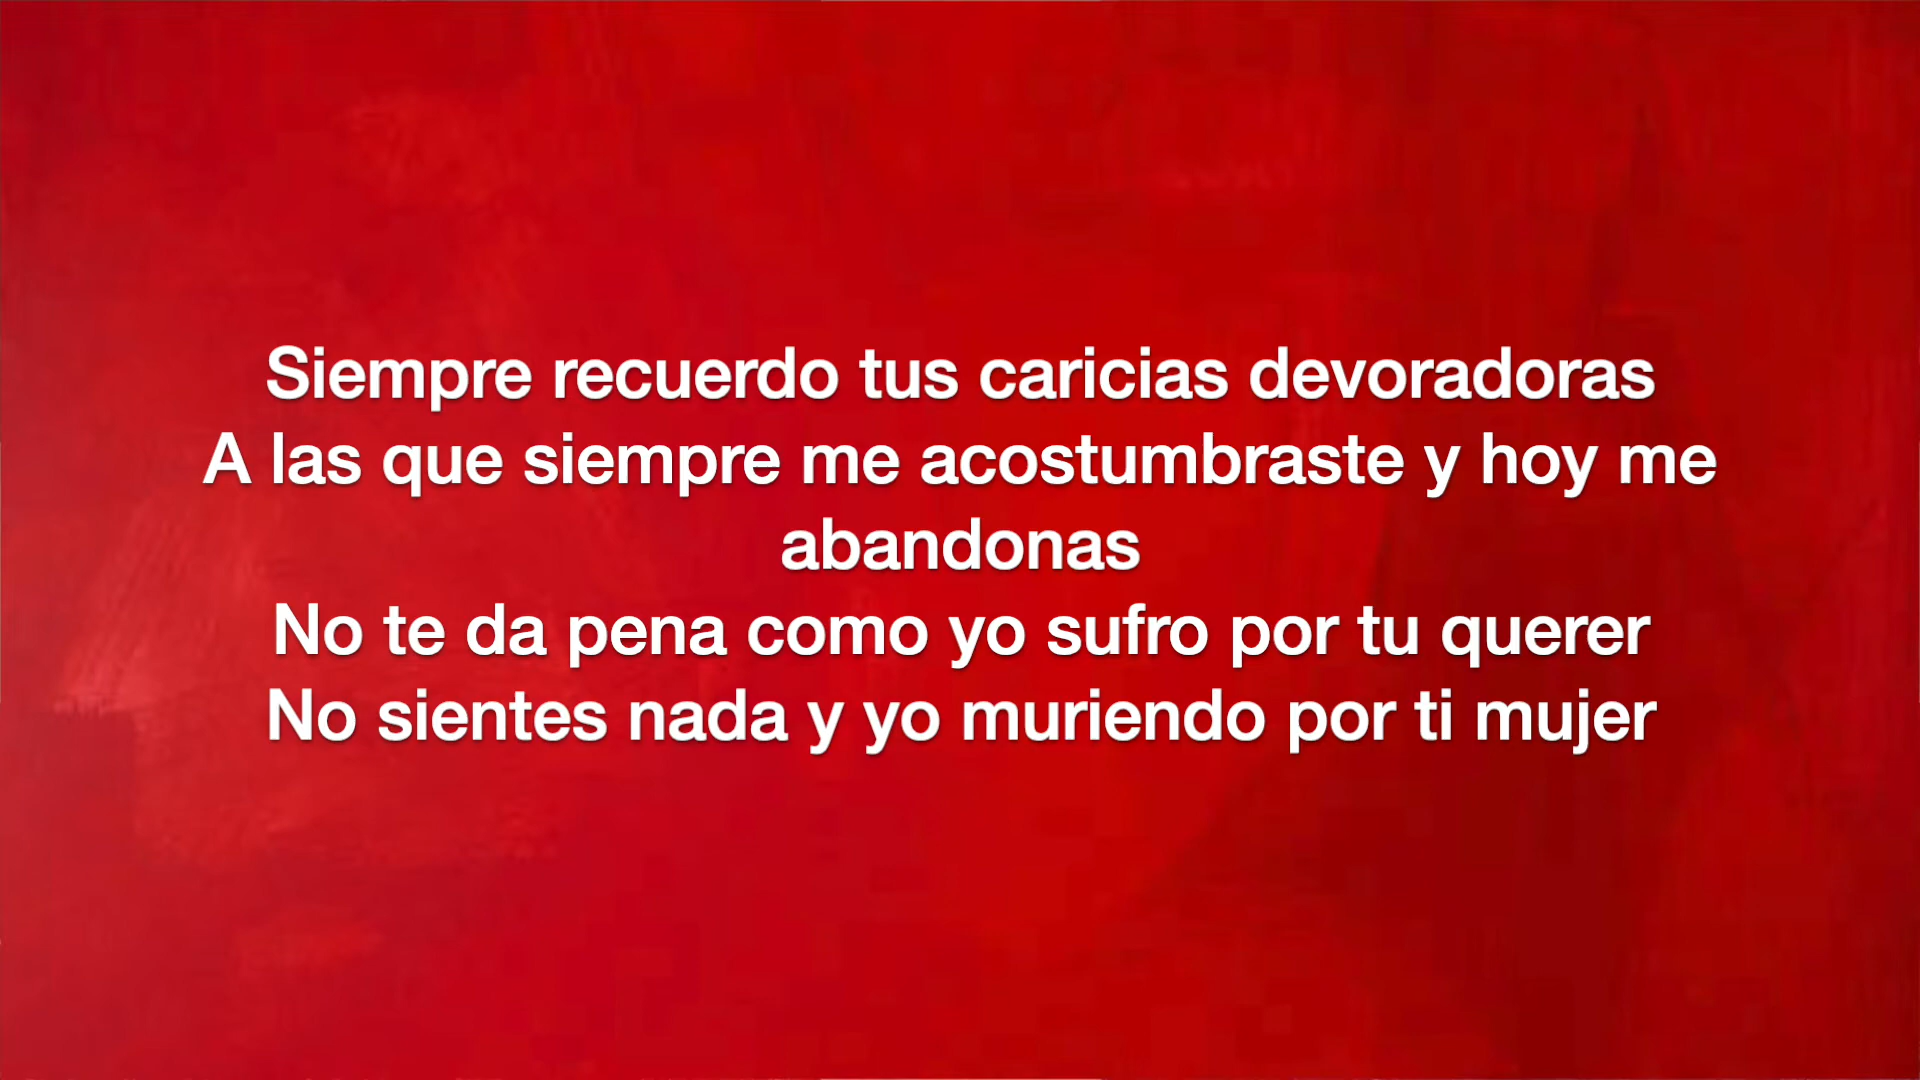 Siempre recuerdo tus caricias devoradoras
A las que siempre me acostumbraste y hoy me
abandonas
No te da pena como yo sufro por tu querer
No sientes nada y yo muriendo por ti mujer